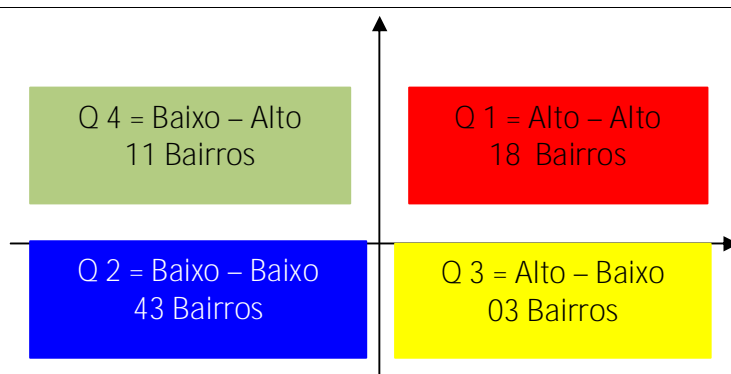 Q 4 = Baixo – Alto
11 Bairros
Q 1 = Alto – Alto
18 Bairros
Q 2 = Baixo – Baixo
43 Bairros
Q 3 = Alto – Baixo
03 Bairros